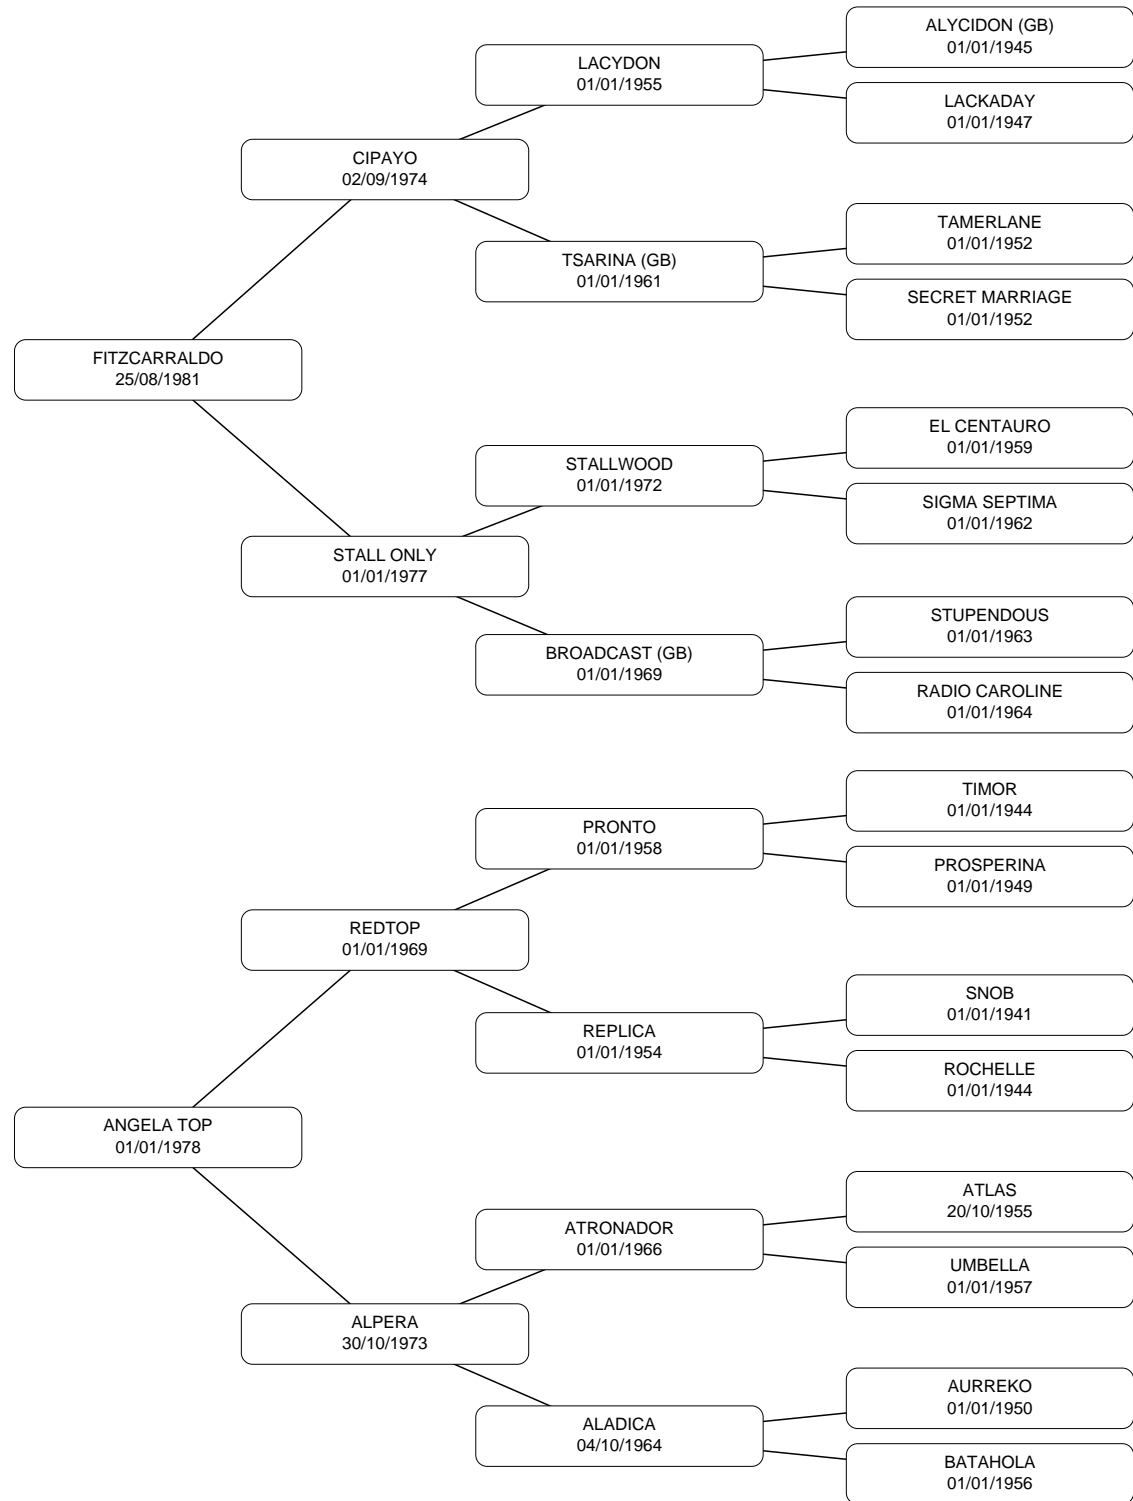 ALYCIDON (GB)
01/01/1945
LACYDON
01/01/1955
LACKADAY
01/01/1947
CIPAYO
02/09/1974
TAMERLANE
01/01/1952
TSARINA (GB)
01/01/1961
SECRET MARRIAGE
01/01/1952
FITZCARRALDO
25/08/1981
EL CENTAURO
01/01/1959
STALLWOOD
01/01/1972
SIGMA SEPTIMA
01/01/1962
STALL ONLY
01/01/1977
STUPENDOUS
01/01/1963
BROADCAST (GB)
01/01/1969
RADIO CAROLINE
01/01/1964
TIMOR
01/01/1944
PRONTO
01/01/1958
PROSPERINA
01/01/1949
REDTOP
01/01/1969
SNOB
01/01/1941
REPLICA
01/01/1954
ROCHELLE
01/01/1944
ANGELA TOP
01/01/1978
ATLAS
20/10/1955
ATRONADOR
01/01/1966
UMBELLA
01/01/1957
ALPERA
30/10/1973
AURREKO
01/01/1950
ALADICA
04/10/1964
BATAHOLA
01/01/1956